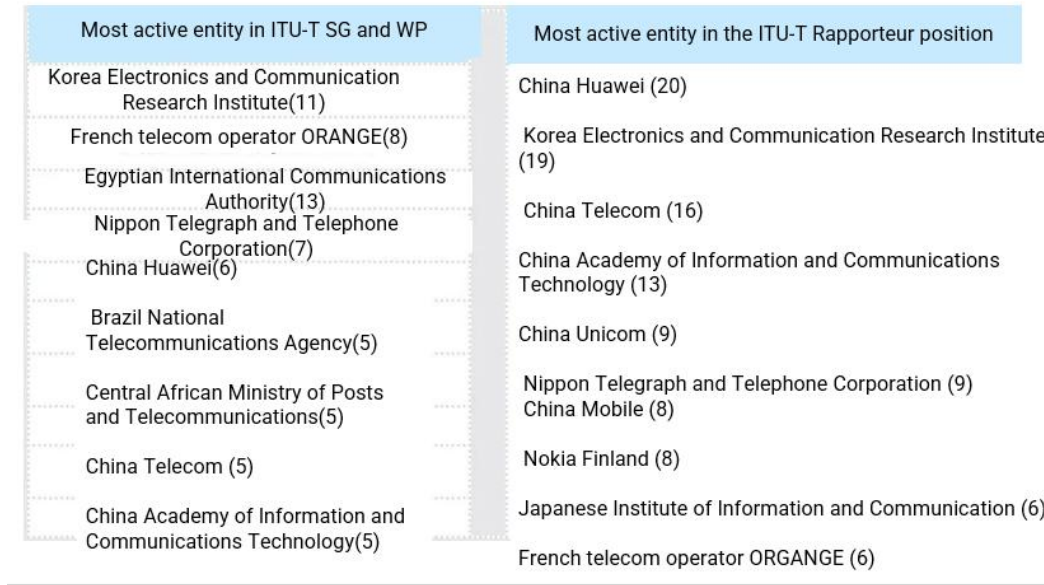 Most active entity in ITU-T SG and WP
Korea Electronics and Communication
Research Institute(11)
French telecom operator ORANGE(8)
Egyptian International Communications
Authority(13)
Nippon Telegraph and Telephone
Corporation(7)
China Huawei(6)
Brazil National
Telecommunications Agency(5)
Central African Ministry of Posts
and Telecommunications(5)
China Telecom (5)
China Academy of Information and
Communications Technology(5)
Most active entity in the ITU-T Rapporteur position
China Huawei (20)
Korea Electronics and Communication Research Institute
(19)
China Telecom (16)
China Academy of Information and Communications
Technology (13)
China Unicom (9)
Nippon Telegraph and Telephone Corporation (9)
China Mobile (8)
Nokia Finland (8)
Japanese Institute of Information and Communication (6)
French telecom operator ORGANGE (6)